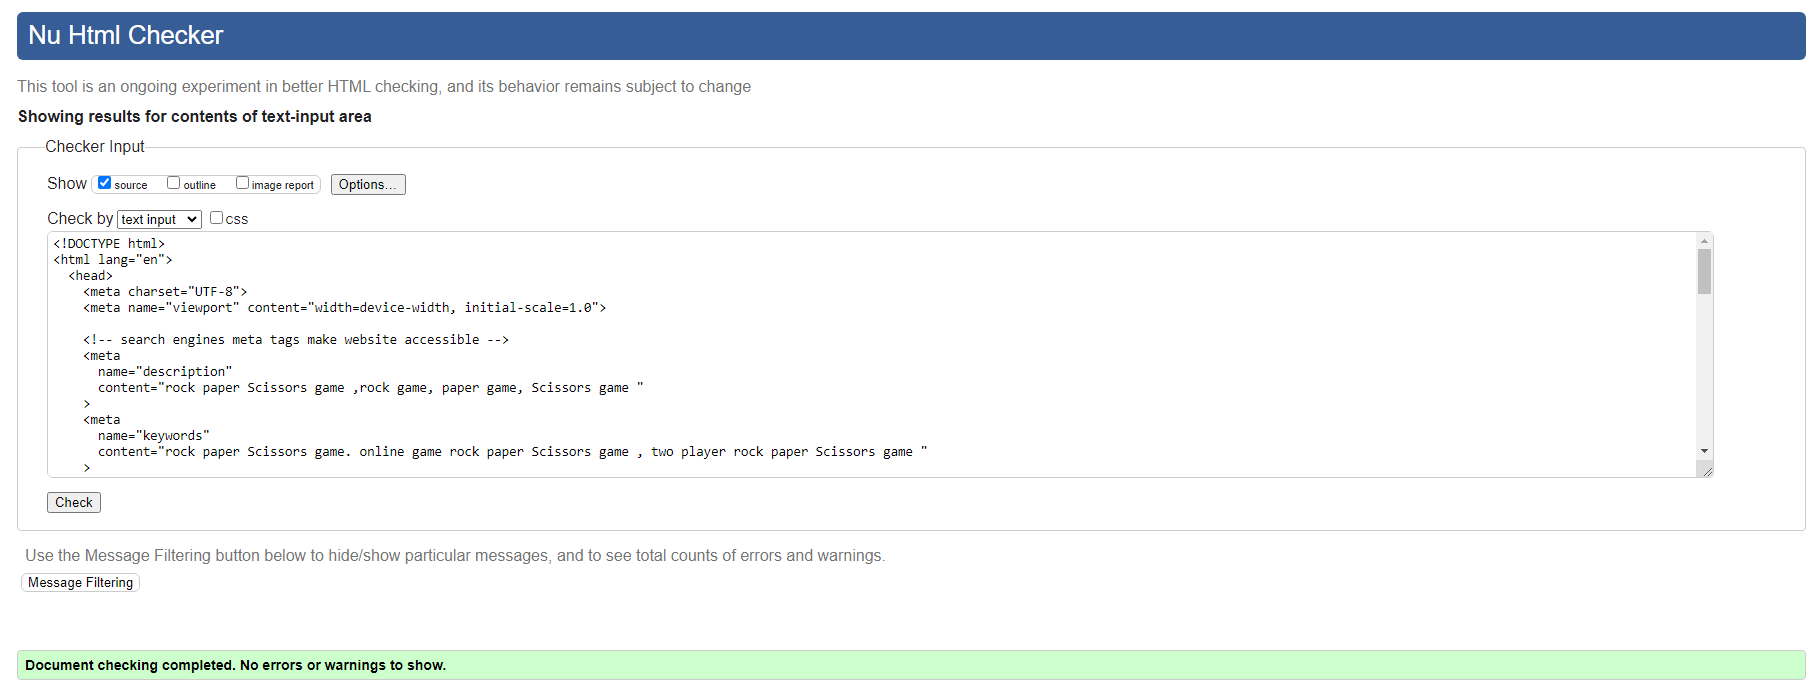 Nu Html Checker
This tool is an ongoing experiment in better HTML checking, and its behavior remains subject to change
Showing results for contents of text-input area
Checker Input
Show source outline image report Options...
Check by text input css
<!DOCTYPE html>
<html lang="en">
<head>
<meta charset="UTF-8">
<meta name="viewport" content="width=device-width, initial-scale=1.0">
<!-- search engines meta tags make website accessible -->
<meta
name="description"
content="rock paper Scissors game ,rock game, paper game, Scissors game "
>
<meta
name="keywords"
content="rock paper Scissors game. online game rock paper Scissors game , two player rock paper Scissors game "
>
Check
Use the Message Filtering button below to hide/show particular messages, and to see total counts of errors and warnings.
Message Filtering
Document checking completed. No errors or warnings to show.